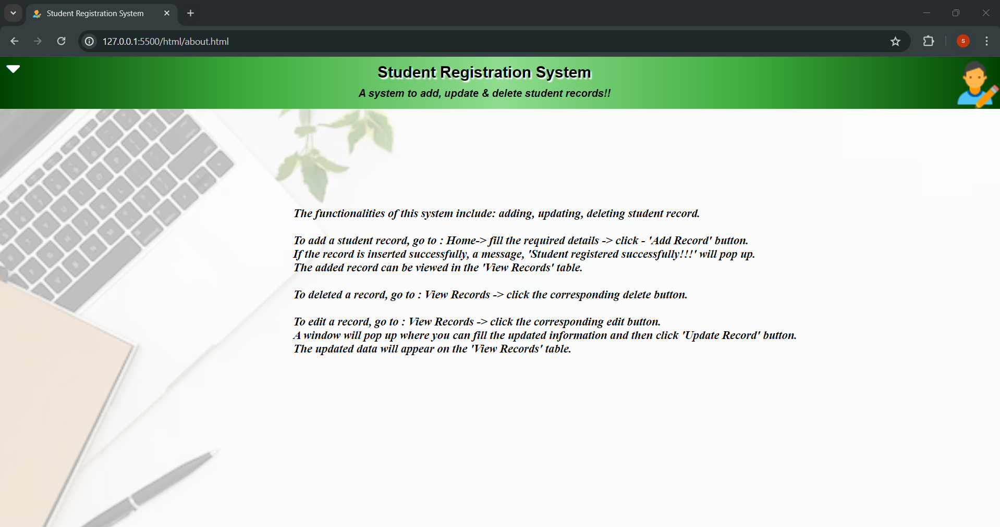 Student Registration System
127.0.0.1:5500/html/about.html
S
Student Registration System
A system to add, update & delete student records!!
The functionalities of this system include: adding, updating, deleting student record.
To add a student record, go to : Home-> fill the required details -> click - 'Add Record' button.
If the record is inserted successfully, a message, 'Student registered successfully!!!' will pop up.
The added record can be viewed in the 'View Records' table.
To deleted a record, go to : View Records -> click the corresponding delete button.
To edit a record, go to : View Records -> click the corresponding edit button.
A window will pop up where you can fill the updated information and then click 'Update Record' button.
The updated data will appear on the 'View Records' table.